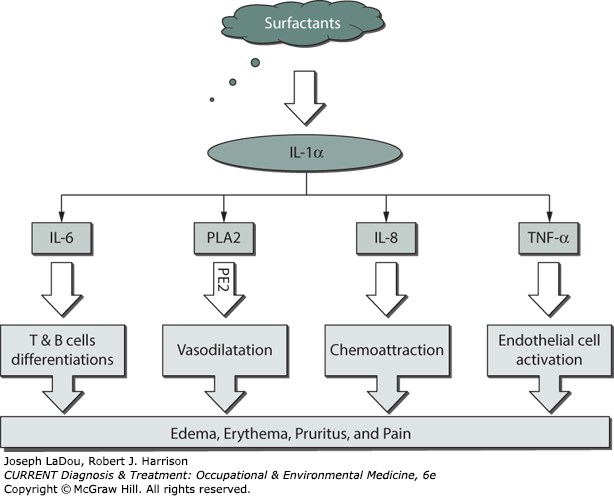 Surfactants
IL-1α
IL-6
PLA2
IL-8
TNF-α
PE2
T & B cells
differentiations
Vasodilatation
Chemoattraction
Endothelial cell
activation
Edema, Erythema, Pruritus, and Pain
Joseph LaDou, Robert J. Harrison
CURRENT Diagnosis & Treatment: Occupational & Environmental Medicine, 6e
Copyright © McGraw Hill. All rights reserved.